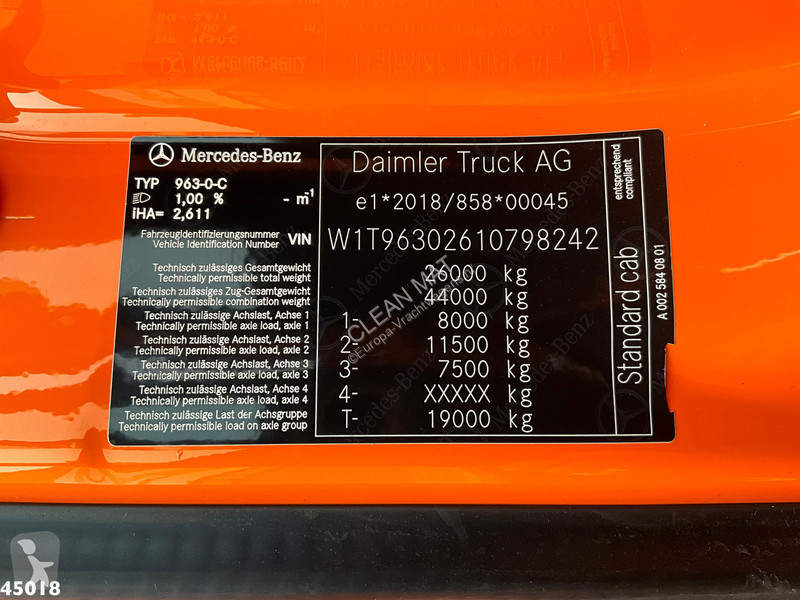 Mercedes-Benz
Daimler Truck AG
TYP 963-0-C
1,00 % - m-1
iHA= 2,611
e1*2018/858*00045
Fahrzeugidentifizierungsnummer
Vehicle Identification Number VIN
W1T96302610798242
Technisch zulässiges Gesamtgewicht
Technically permissible total weight
26000 kg
Technisch zulässiges Zug-Gesamtgewicht
Technically permissible combination weight
44000 kg
Technisch zulässige Achslast, Achse 1
Technically permissible axle load, axle 1
1- 8000 kg
Technisch zulässige Achslast, Achse 2
Technically permissible axle load, axle 2
2- 11500 kg
Technisch zulässige Achslast, Achse 3
Technically permissible axle load, axle 3
3- 7500 kg
Technisch zulässige Achslast, Achse 4
Technically permissible axle load, axle 4
4- XXXXX kg
Technisch zulässige Last der Achsgruppe
Technically permissible load on axle group
T- 19000 kg
entsprechend
compliant
Standard cab
A 002 584 08 01
CLEAN MAT
45018